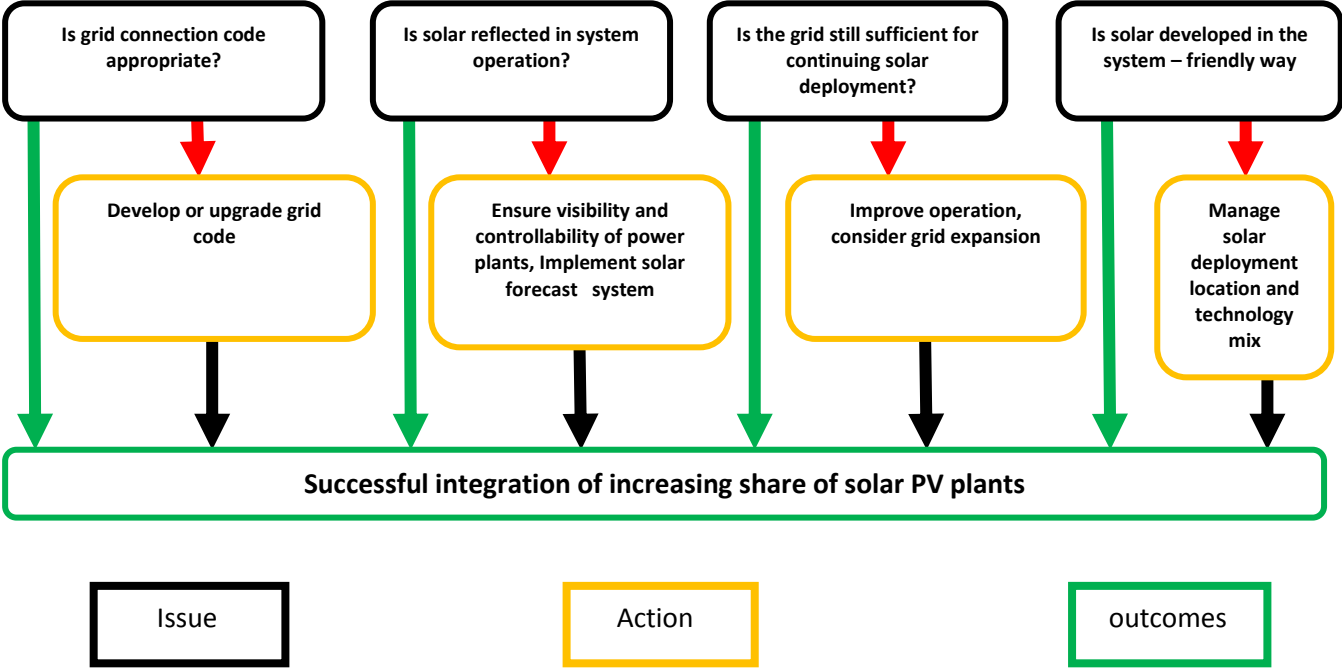 Is grid connection code
appropriate?
Is solar reflected in system
operation?
Is the grid still sufficient for
continuing solar
deployment?
Is solar developed in the
system – friendly way
Develop or upgrade grid
code
Ensure visibility and
controllability of power
plants, Implement solar
forecast system
Improve operation,
consider grid expansion
Manage
solar
deployment
location and
technology
mix
Successful integration of increasing share of solar PV plants
Issue
Action
outcomes